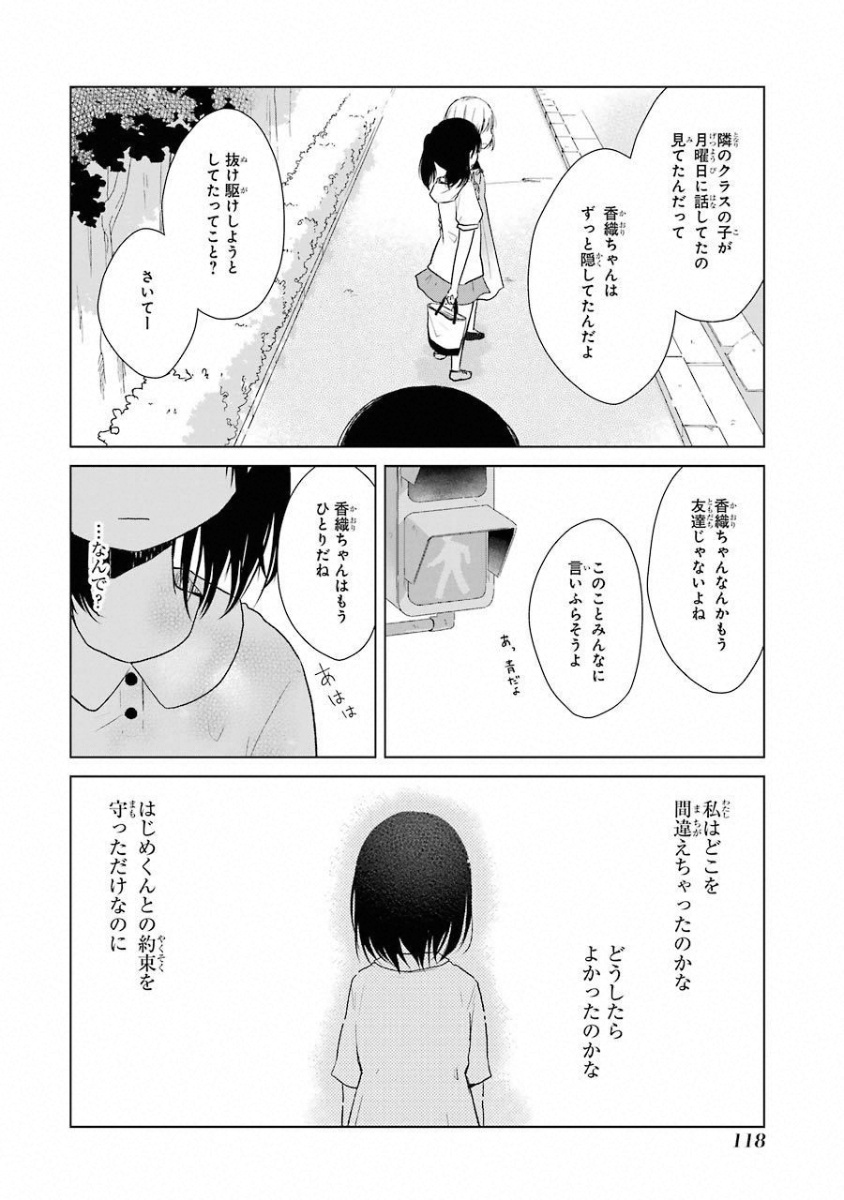 隣のクラスの子が
月曜日に話してたの
見てたんだって
香織ちゃんは
ずっと隠してたんだよ
抜け駆けしようと
してたってこと?
さいてー
香織ちゃんなんかもう
友達じゃないよね
このことみんなに
言いふらそうよ
あ、青だよ
香織ちゃんはもう
ひとりだね
あはは
…なんで?
私はどこを
間違えちゃったのかな
どうしたら
よかったのかな
はじめくんとの約束を
守っただけなのに
118